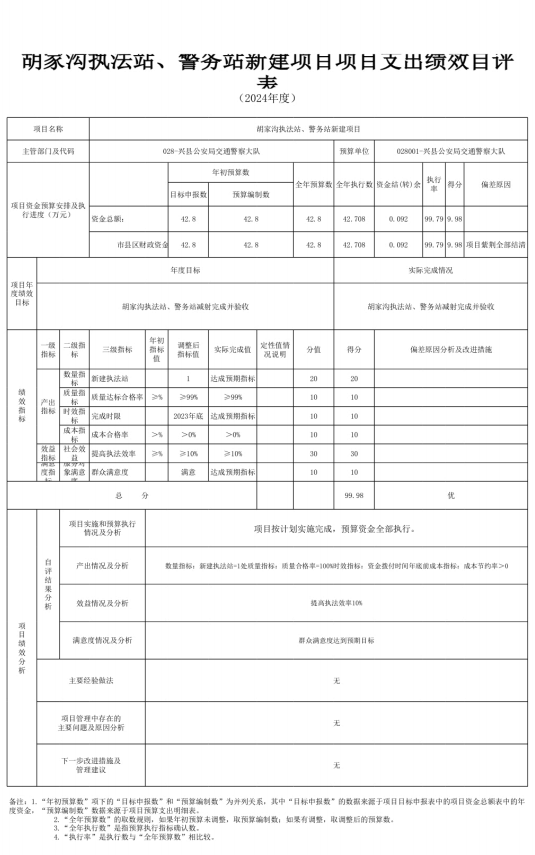 胡家沟执法站、警务站新建项目项目支出绩效自评
表
（2024年度）
项目名称 胡家沟执法站、警务站新建项目
主管部门及代码 028-兴县公安局交通警察大队 预算单位 028001-兴县公安局交通警察大队
项目资金预算安排及执
行进度（万元）
年初预算数 全年预算数 全年执行数 资金结(转)余 执行
率 得分 偏差原因
目标申报数 预算编制数
资金总额: 42.8 42.8 42.8 42.708 0.092 99.79 9.98
市县区财政资金 42.8 42.8 42.8 42.708 0.092 99.79 9.98 项目紫荆全部结清
项目年
度绩效
目标
年度目标 实际完成情况
胡家沟执法站、警务站减射完成并验收 胡家沟执法站、警务站减射完成并验收
绩
效
指
标
一级
指标 二级指
标 三级指标 年初
指标
值 调整后
指标值 实际完成值 定性值情
况说明 分值 得分 偏差原因分析及改进措施
产出
指标
数量指
标 新建执法站 1 达成预期指标 20 20
质量指
标 质量达标合格率 ≥% ≥99% ≥99% 10 10
时效指
标 完成时限 2023年底 达成预期指标 10 10
成本指
标 成本合格率 >% >0% >0% 10 10
效益
指标 社会效
益 提高执法效率 ≥% ≥10% ≥10% 30 30
满意
度指
标 服务对
象满意
度 群众满意度 满意 达成预期指标 10 10
总 分 99.98 优
项
目
绩
效
分
析
自
评
结
果
分
析
项目实施和预算执行
情况及分析 项目按计划实施完成, 预算资金全部执行。
产出情况及分析 数量指标: 新建执法站=1处质量指标: 质量合格率=100%时效指标: 资金拨付时间年底前成本指标: 成本节约率>0
效益情况及分析 提高执法效率10%
满意度情况及分析 群众满意度达到预期目标
主要经验做法 无
项目管理中存在的
主要问题及原因分析 无
下一步改进措施及
管理建议 无
备注: 1.“年初预算数”项下的“目标申报数”和“预算编制数”为并列关系, 其中“目标申报数”的数据来源于项目目标申报表中的项目资金总额表中的年
度资金, “预算编制数”数据来源于项目预算支出明细表。
2.“全年预算数”的取数规则, 如果年初预算未调整, 取预算编制数; 如果有调整, 取调整后的预算数。
3.“全年执行数”是指预算执行指标确认数。
4.“执行率”是执行数与“全年预算数”相比较。